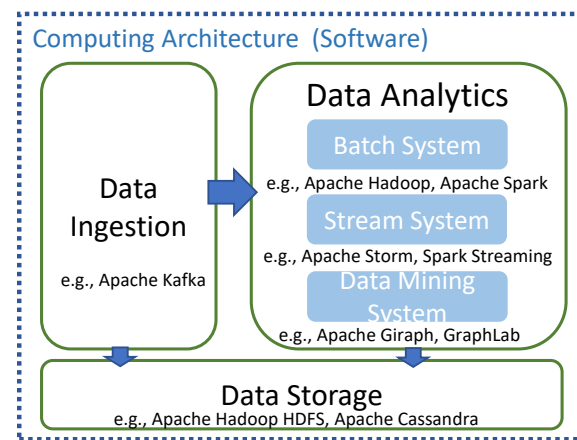 Computing Architecture (Software)
Data
Ingestion
e.g., Apache Kafka
Data Analytics
Batch System
e.g., Apache Hadoop, Apache Spark
Stream System
e.g., Apache Storm, Spark Streaming
Data Mining
System
e.g., Apache Giraph, GraphLab
Data Storage
e.g., Apache Hadoop HDFS, Apache Cassandra